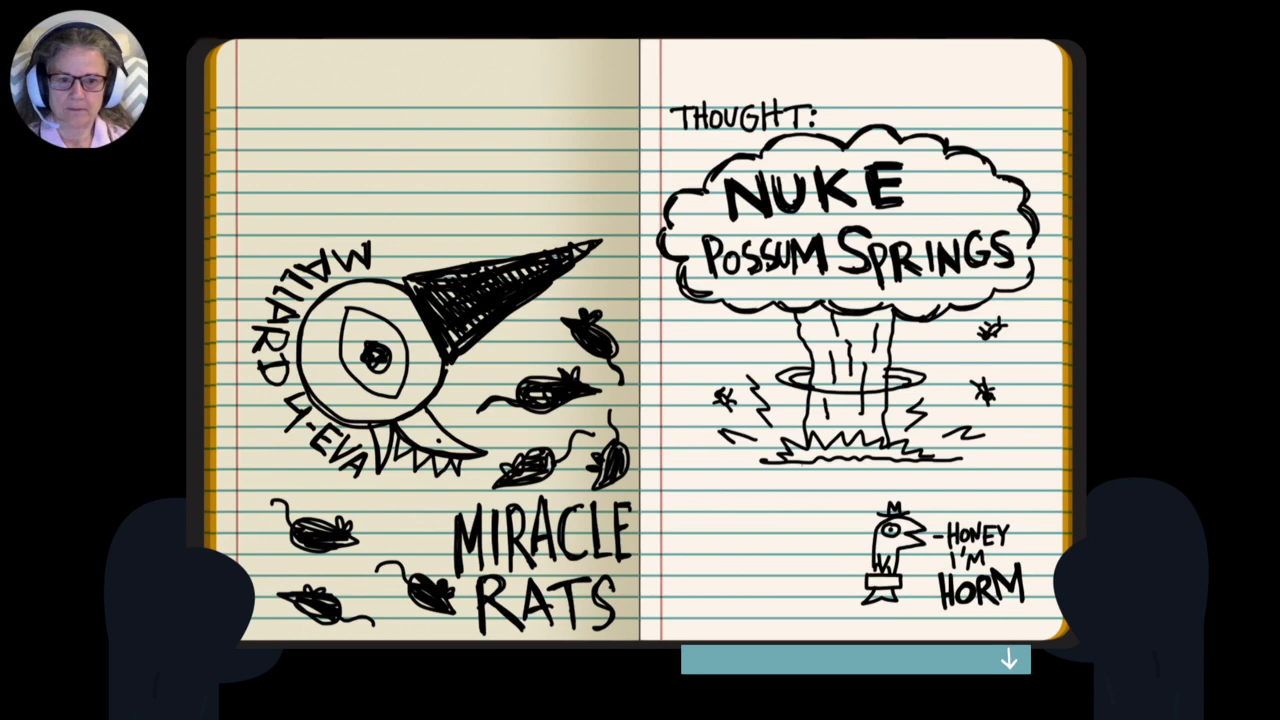 MALLARD
4-EVA
MIRACLE
RATS
THOUGHT:
NUKE
POSSUM SPRINGS
-HONEY
I'M
HORM